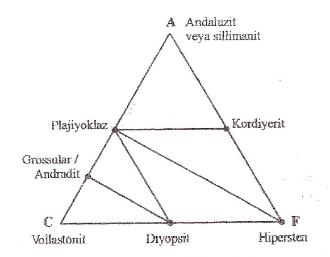 A Andaluzit
veya sillimanit
Plajiyoklaz
Kordiyerit
Grossular /
Andradit
C
F
Vollastonit
Diyopsit
Hipersten